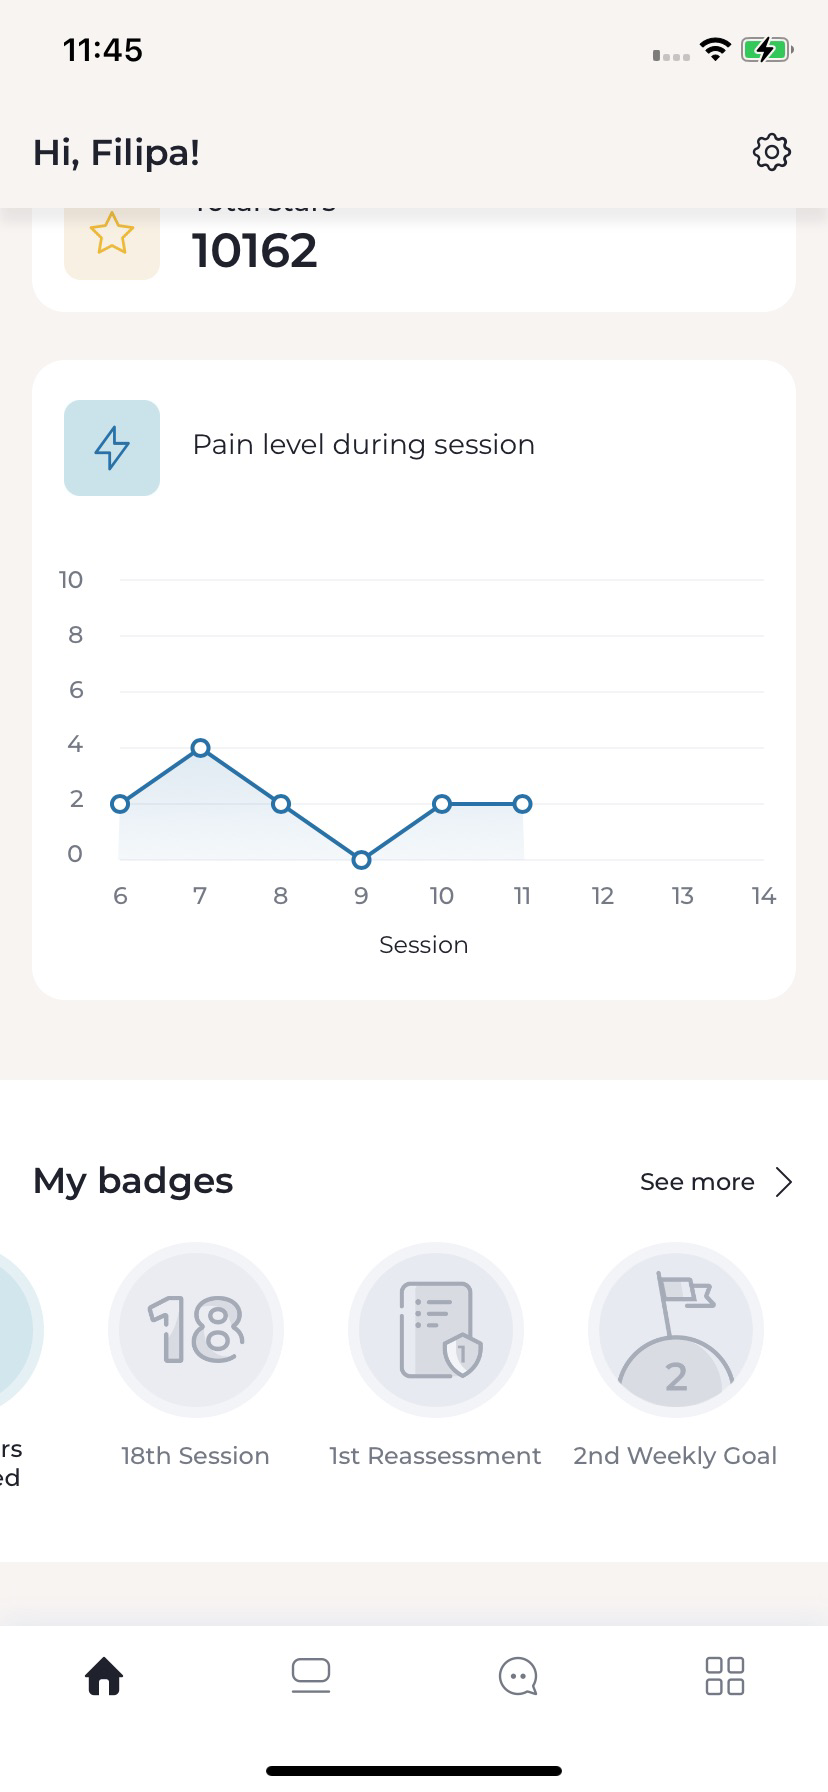 11:45
Hi, Filipa!
Total stars
10162
Pain level during session
10
8
6
4
2
0
6 7 8 9 10 11 12 13 14
Session
My badges
See more
18
1
2
rs
ed
18th Session
1st Reassessment
2nd Weekly Goal